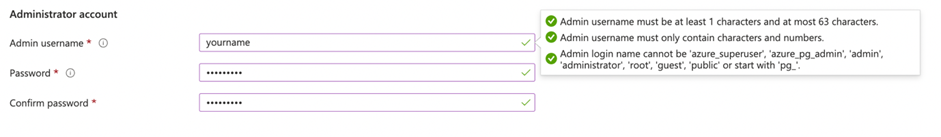 Administrator account
Admin username *
yourname
Password *
•••••••••
Confirm password *
•••••••••
Admin username must be at least 1 characters and at most 63 characters.
Admin username must only contain characters and numbers.
Admin login name cannot be 'azure_superuser', 'azure_pg_admin', 'admin',
'administrator', 'root', 'guest', 'public' or start with 'pg_'.